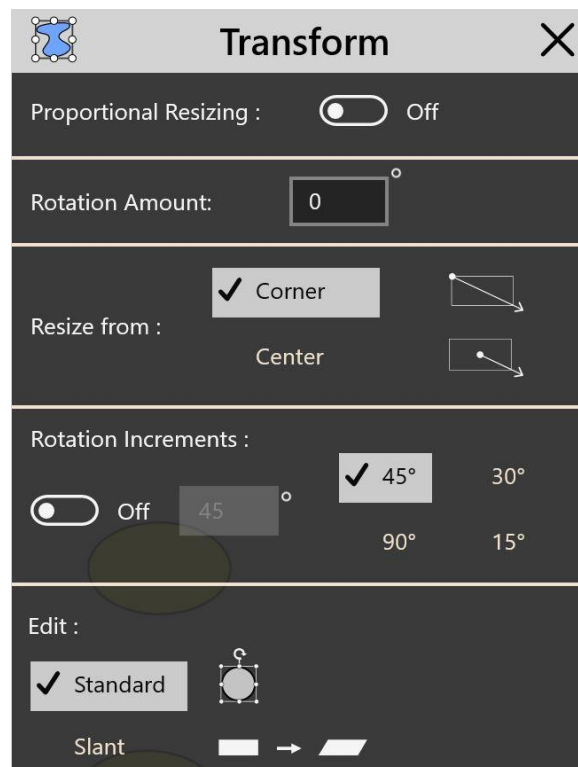 Transform
Proportional Resizing : Off
Rotation Amount: 0 °
Resize from :
Corner
Center
Rotation Increments :
Off 45 °
45° 30°
90° 15°
Edit :
Standard
Slant